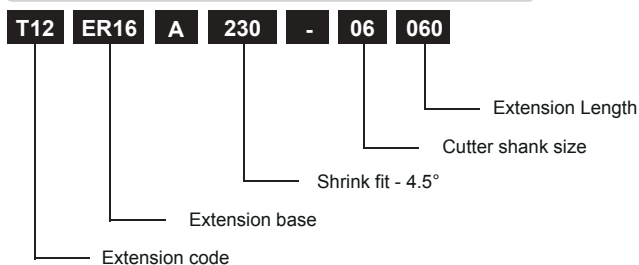 T12 ER16 A 230 - 06 060
Extension Length
Cutter shank size
Shrink fit - 4.5°
Extension base
Extension code